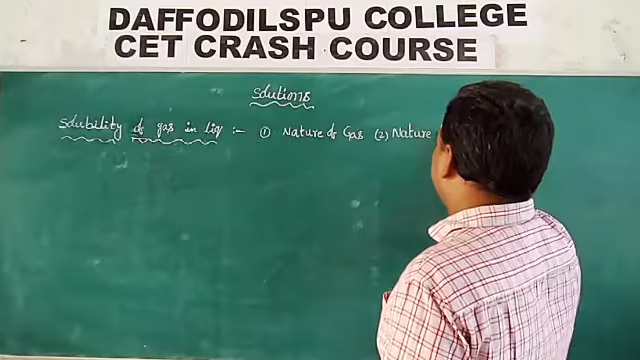 DAFFODILSPU COLLEGE
CET CRASH COURSE
Solutions
Solubility of gas in liq :- ① Nature of Gas (2) Nature